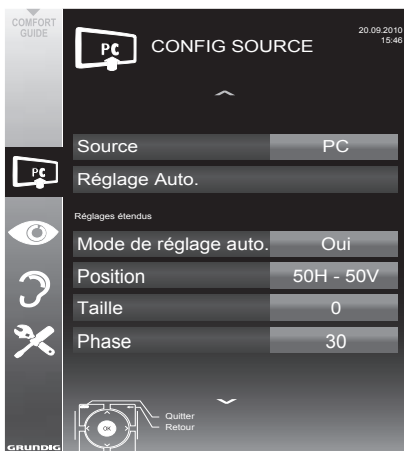 COMFORT
GUIDE
PC
CONFIG SOURCE
20.09.2010
15:46
Source PC
PC
Réglage Auto.
Réglages étendus
Mode de réglage auto. Oui
Position 50H - 50V
Taille 0
Phase 30
OK
Quitter
Retour
GRUNDIG